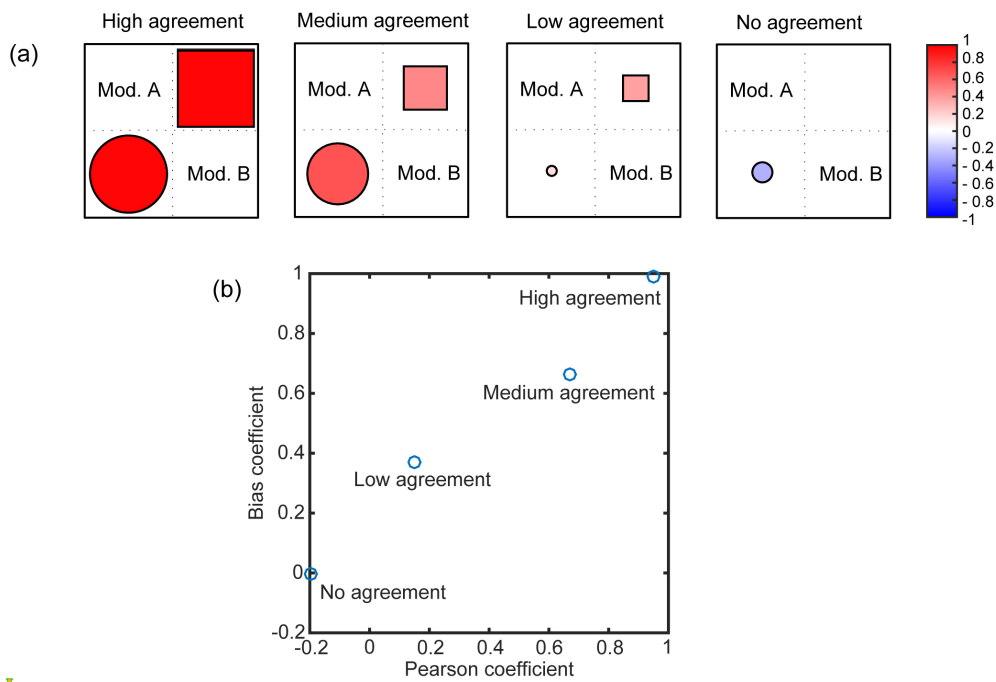 High agreement Medium agreement Low agreement No agreement
(a)
Mod. A Mod. A Mod. A Mod. A
Mod. B Mod. B Mod. B Mod. B
1
0.8
0.6
0.4
0.2
0
- 0.2
- 0.4
- 0.6
- 0.8
-1
(b)
1
0.8
0.6
0.4
0.2
0
-0.2
Bias coefficient
High agreement
Medium agreement
Low agreement
No agreement
-0.2 0 0.2 0.4 0.6 0.8 1
Pearson coefficient